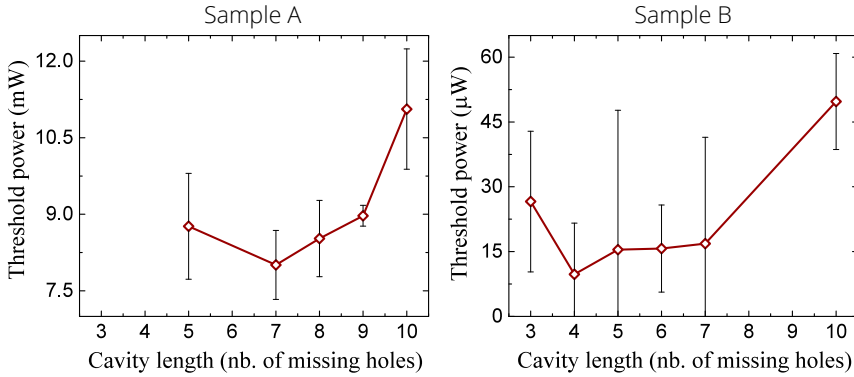 Sample A
Threshold power (mW)
12.0
10.5
9.0
7.5
3 4 5 6 7 8 9 10
Cavity length (nb. of missing holes)
Sample B
Threshold power (µW)
60
45
30
15
0
3 4 5 6 7 8 9 10
Cavity length (nb. of missing holes)